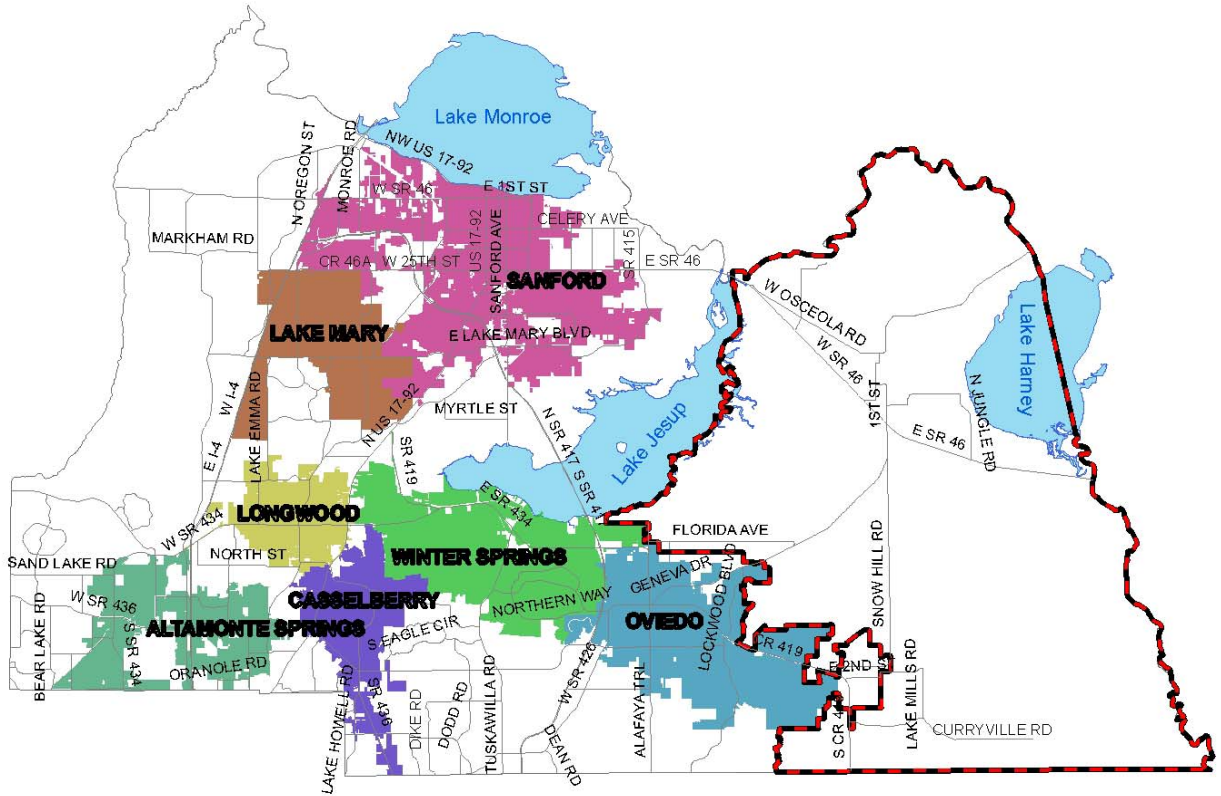 Lake Monroe
N OREGON ST
MONROE RD
NW US 17-92
W SR 46
E 1ST ST
CELERY AVE
MARKHAM RD
CR 46A
W 25TH ST
US 17-92
SANFORD AVE
SR 415
E SR 46
SANFORD
W OSCEOLA RD
LAKE MARY
E LAKE MARY BLVD
W SR 46
Lake Harney
W I-4
LAKE EMMA RD
N US 17-92
MYRTLE ST
1ST ST
N JUNGLE RD
E SR 46
E I-4
SR 419
N SR 417
S SR 4
Lake Jesup
E SR 434
LONGWOOD
W SR 434
FLORIDA AVE
SAND LAKE RD
NORTH ST
WINTER SPRINGS
GENEVA DR
LOCKWOOD BLVD
SNOW HILL RD
W SR 436
CASSELBERRY
NORTHERN WAY
OVIEDO
BEAR LAKE RD
S SR 434
ALTAMONTE SPRINGS
S EAGLE CIR
CR 419
E 2ND ST
ORANOLE RD
LAKE HOWELL RD
SR 436
DIKE RD
DODD RD
TUSKAWILLA RD
W SR 426
DEAN RD
ALAFAYA TRL
S CR 4
LAKE MILLS RD
CURRYVILLE RD